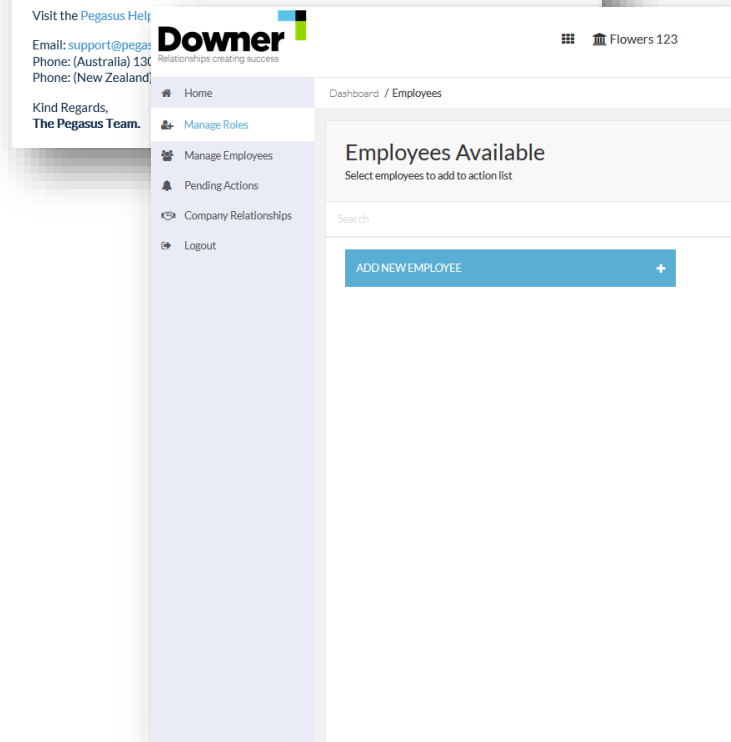 Visit the Pegasus Help
Email: support@pegas
Phone: (Australia) 130
Phone: (New Zealand)
Kind Regards,
The Pegasus Team.
Downer
Relationships creating success
Flowers 123
Home
Manage Roles
Manage Employees
Pending Actions
Company Relationships
Logout
Dashboard / Employees
Employees Available
Select employees to add to action list
Search
ADD NEW EMPLOYEE +